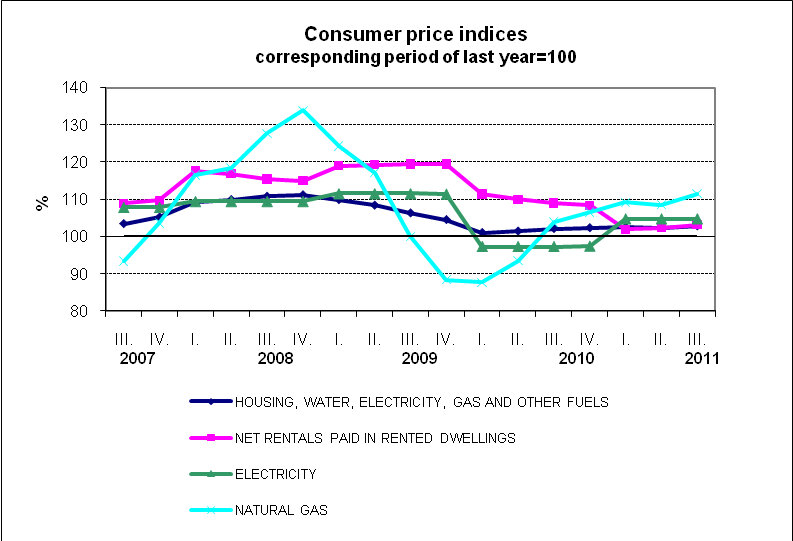 Consumer price indices
corresponding period of last year=100
140
130
120
110
100
90
80
%
III. IV. I. II. III. IV. I. II. III. IV. I. II. III. IV. I. II. III.
2007 2008 2009 2010 2011
HOUSING, WATER, ELECTRICITY, GAS AND OTHER FUELS
NET RENTALS PAID IN RENTED DWELLINGS
ELECTRICITY
NATURAL GAS